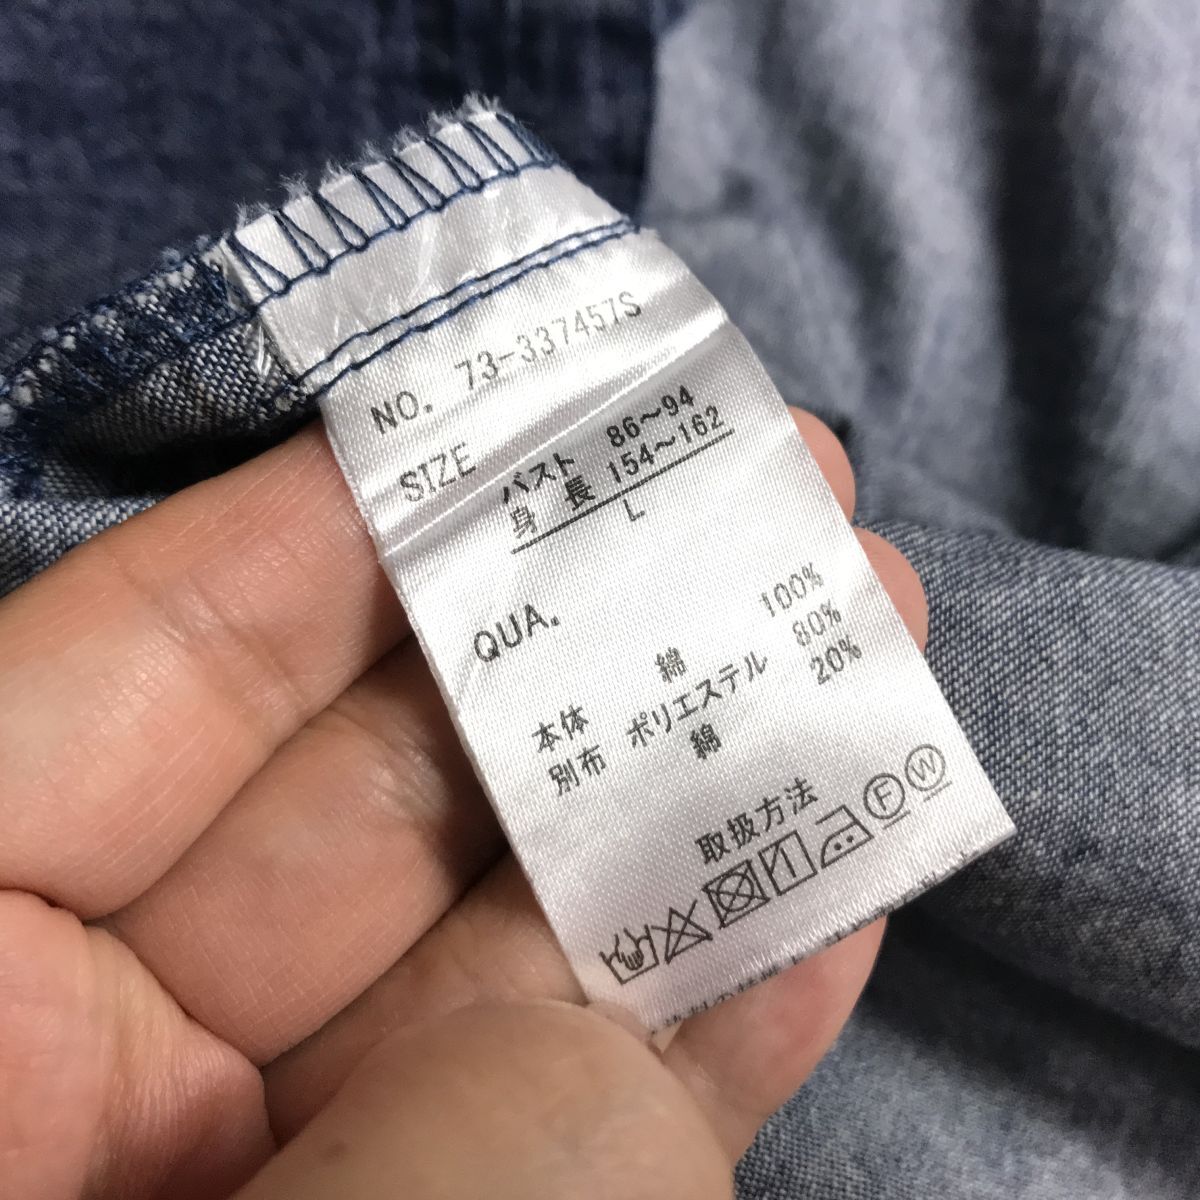 NO. 73-337457S
SIZE
バスト 86～94
身長 154～162
L
QUA.
本体 綿 100%
別布 ポリエステル 80%
綿 20%
取扱方法
F W